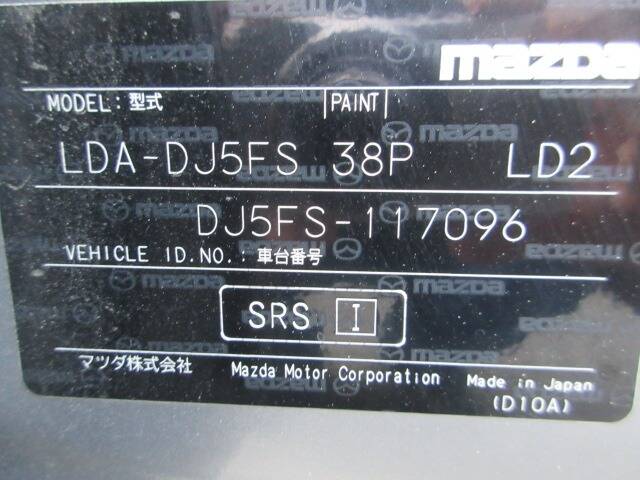 mazda
MODEL: 型式 PAINT
LDA-DJ5FS 38P LD2
DJ5FS-117096
VEHICLE ID.NO.: 車台番号
SRS I
マツダ株式会社 Mazda Motor Corporation Made in Japan
(D10A)